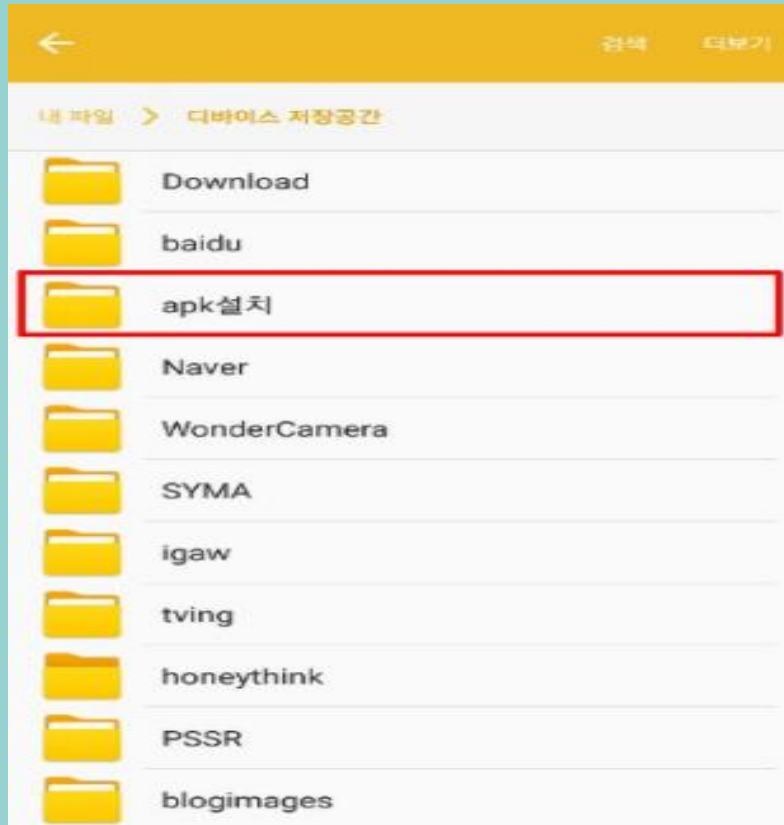 검색 더보기
내 파일 > 디바이스 저장공간
Download
baidu
apk설치
Naver
WonderCamera
SYMA
igaw
tving
honeythink
PSSR
blogimages